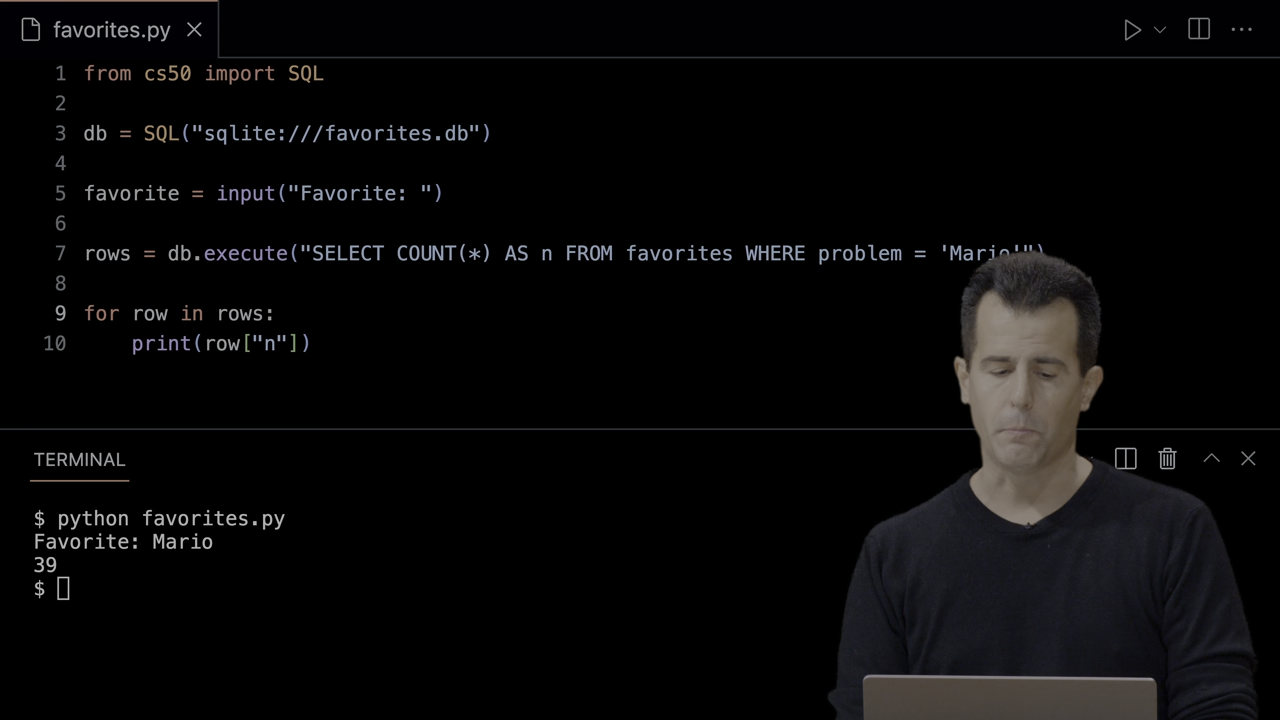 favorites.py
1 from cs50 import SQL
2
3 db = SQL("sqlite:///favorites.db")
4
5 favorite = input("Favorite: ")
6
7 rows = db.execute("SELECT COUNT(*) AS n FROM favorites WHERE problem = 'Mario'")
8
9 for row in rows:
10 print(row["n"])
TERMINAL
$ python favorites.py
Favorite: Mario
39
$